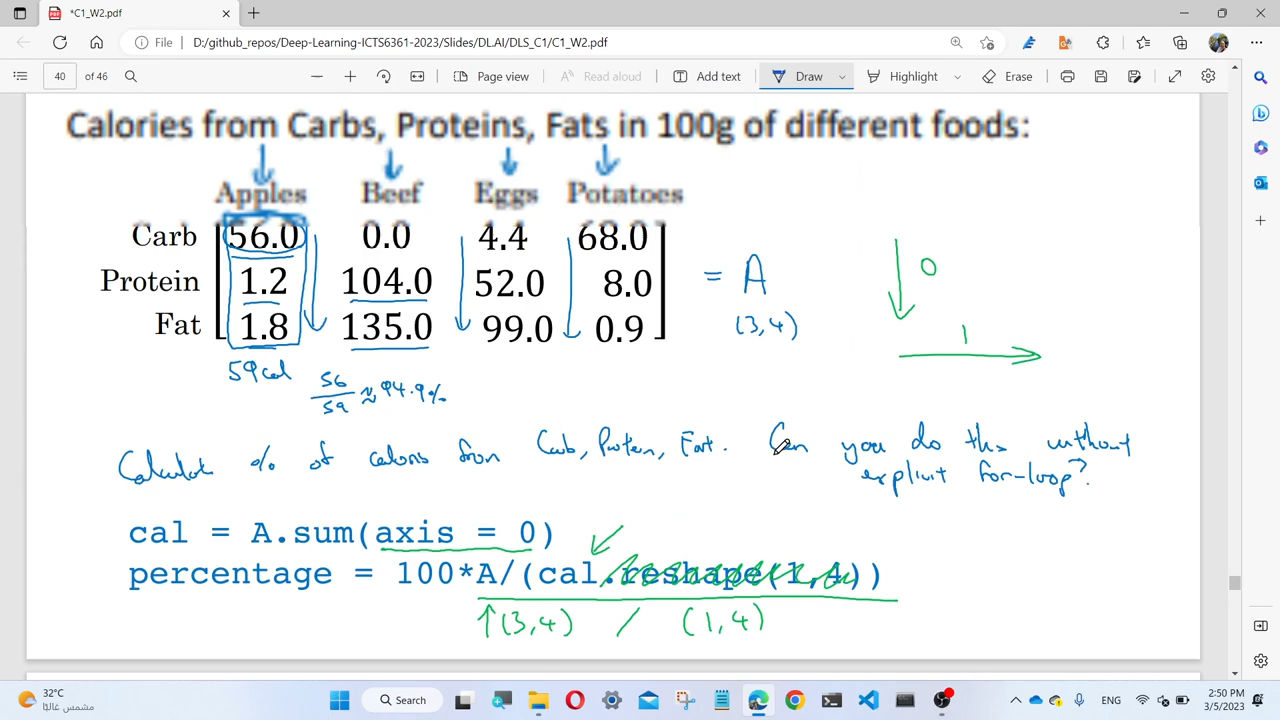 *C1_W2.pdf
File D:/github_repos/Deep-Learning-ICTS6361-2023/Slides/DL.AI/DLS_C1/C1_W2.pdf
40 of 46 Page view Read aloud Add text Draw Highlight Erase
Calories from Carbs, Proteins, Fats in 100g of different foods:
Apples Beef Eggs Potatoes
Carb 56.0 0.0 4.4 68.0
Protein 1.2 104.0 52.0 8.0 = A
Fat 1.8 135.0 99.0 0.9 (3,4)
0
1
59 cal
56/59 ≈ 94.9%
Calculate % of calories from Carb, Protein, Fat. Can you do this without
explicit for-loop?
cal = A.sum(axis = 0)
percentage = 100*A/(cal.reshape(1,4))
↑(3,4) / (1,4)
32°C
مشمس غالبًا
Search
ENG
2:50 PM
3/5/2023